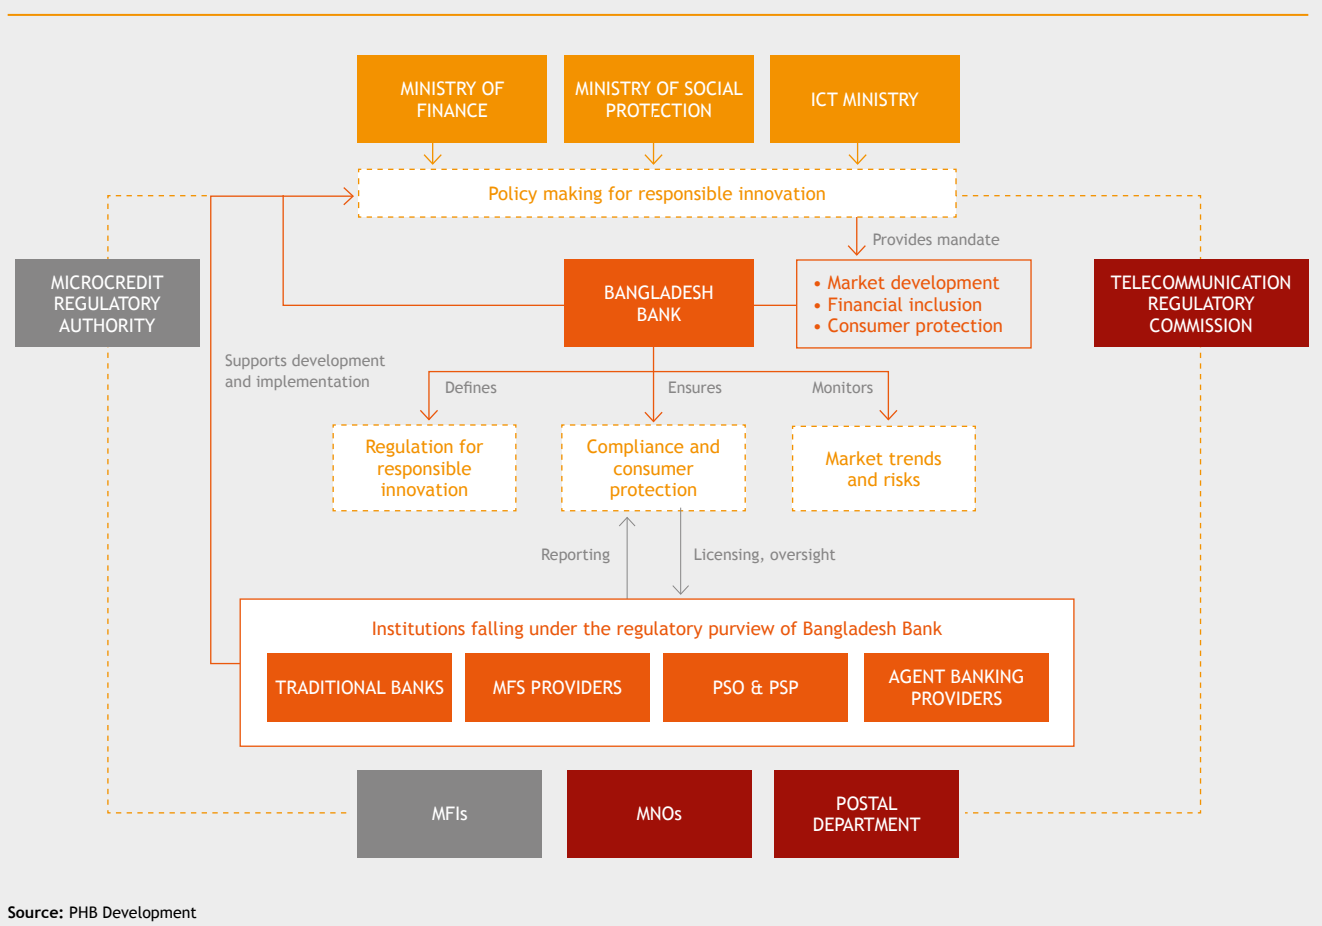 MINISTRY OF
FINANCE
MINISTRY OF SOCIAL
PROTECTION
ICT MINISTRY
Policy making for responsible innovation
Provides mandate
MICROCREDIT
REGULATORY
AUTHORITY
BANGLADESH
BANK
• Market development
• Financial inclusion
• Consumer protection
TELECOMMUNICATION
REGULATORY
COMMISSION
Supports development
and implementation
Defines
Ensures
Monitors
Regulation for
responsible
innovation
Compliance and
consumer
protection
Market trends
and risks
Reporting
Licensing, oversight
Institutions falling under the regulatory purview of Bangladesh Bank
TRADITIONAL BANKS
MFS PROVIDERS
PSO & PSP
AGENT BANKING
PROVIDERS
MFIs
MNOs
POSTAL
DEPARTMENT
Source: PHB Development